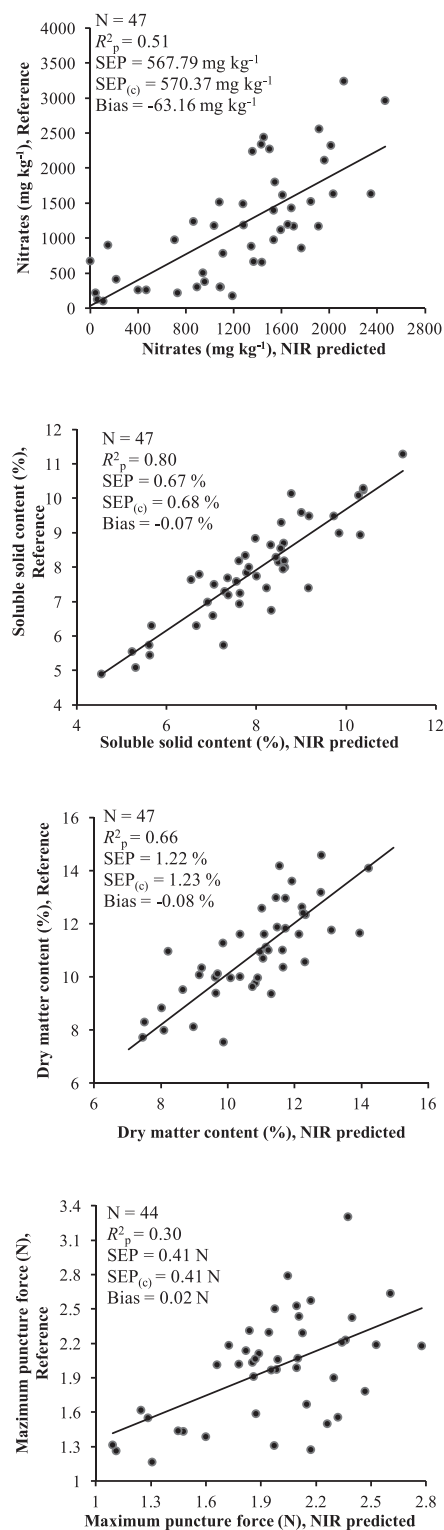 N = 47
R²p = 0.51
SEP = 567.79 mg kg⁻¹
SEP(c) = 570.37 mg kg⁻¹
Bias = -63.16 mg kg⁻¹
Nitrates (mg kg⁻¹), Reference
4000
3500
3000
2500
2000
1500
1000
500
0
0 400 800 1200 1600 2000 2400 2800
Nitrates (mg kg⁻¹), NIR predicted
N = 47
R²p = 0.80
SEP = 0.67 %
SEP(c) = 0.68 %
Bias = -0.07 %
Soluble solid content (%),
Reference
12
11
10
9
8
7
6
5
4
4 6 8 10 12
Soluble solid content (%), NIR predicted
N = 47
R²p = 0.66
SEP = 1.22 %
SEP(c) = 1.23 %
Bias = -0.08 %
Dry matter content (%), Reference
16
14
12
10
8
6
6 8 10 12 14 16
Dry matter content (%), NIR predicted
N = 44
R²p = 0.30
SEP = 0.41 N
SEP(c) = 0.41 N
Bias = 0.02 N
Mazimum puncture force (N),
Reference
3.4
3.1
2.8
2.5
2.2
1.9
1.6
1.3
1
1 1.3 1.6 1.9 2.2 2.5 2.8
Maximum puncture force (N), NIR predicted